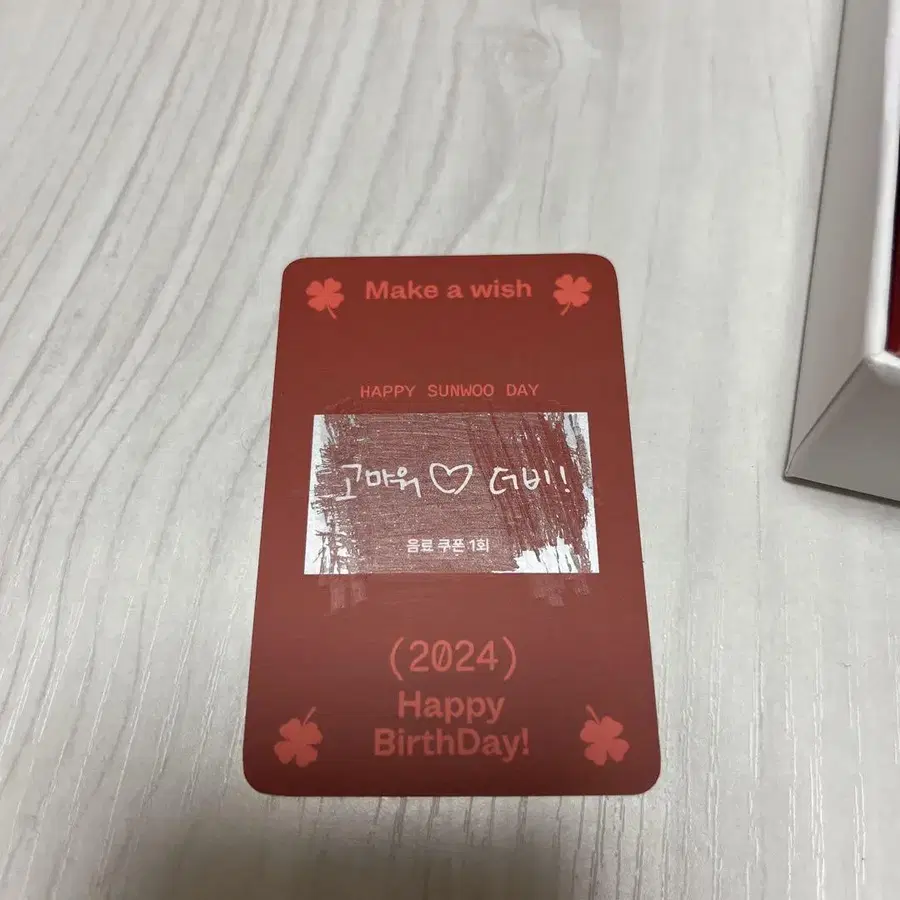 Make a wish
HAPPY SUNWOO DAY
고마워♡더비!!
음료 쿠폰 1회
(2024)
Happy
BirthDay!